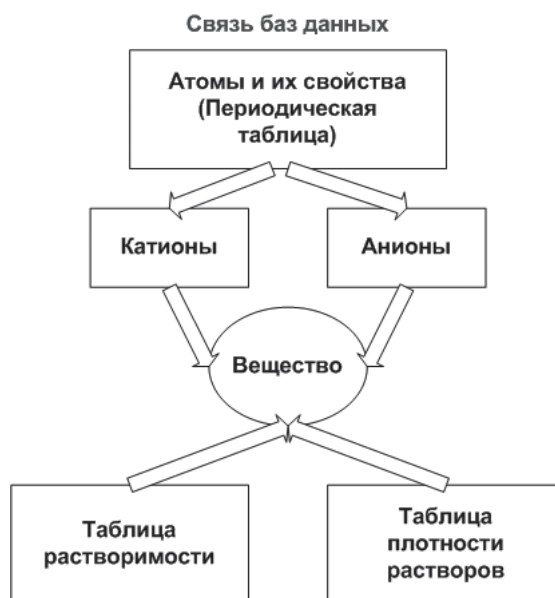 Связь баз данных
Атомы и их свойства
(Периодическая
таблица)
Катионы
Анионы
Вещество
Таблица
растворимости
Таблица
плотности
растворов